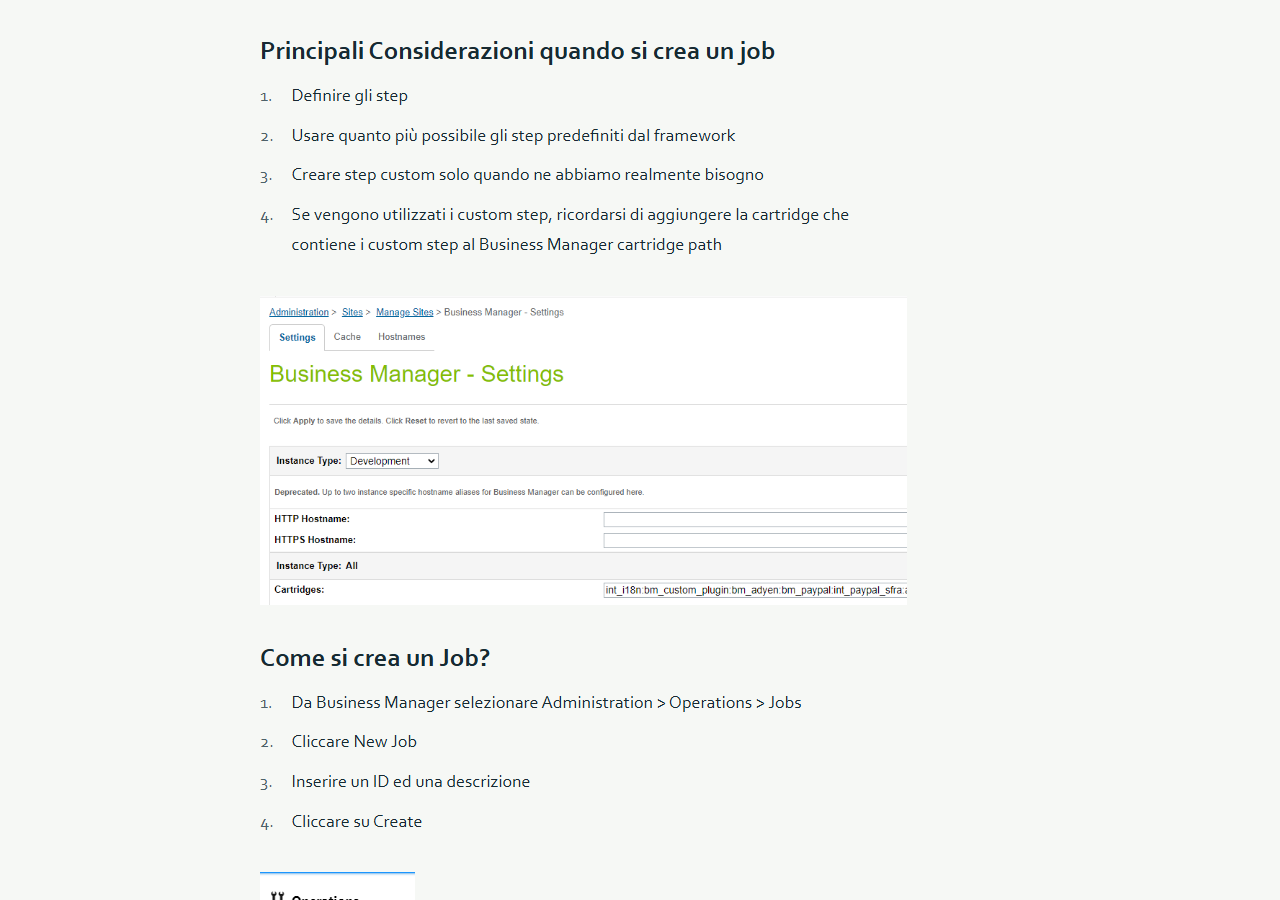 Principali Considerazioni quando si crea un job
1. Definire gli step
2. Usare quanto più possibile gli step predefiniti dal framework
3. Creare step custom solo quando ne abbiamo realmente bisogno
4. Se vengono utilizzati i custom step, ricordarsi di aggiungere la cartridge che
contiene i custom step al Business Manager cartridge path
Administration > Sites > Manage Sites > Business Manager - Settings
Settings Cache Hostnames
Business Manager - Settings
Click Apply to save the details. Click Reset to revert to the last saved state.
Instance Type: Development
Deprecated. Up to two instance specific hostname aliases for Business Manager can be configured here.
HTTP Hostname:
HTTPS Hostname:
Instance Type: All
Cartridges: int_i18n:bm_custom_plugin:bm_adyen:bm_paypal:int_paypal_sfra:
Come si crea un Job?
1. Da Business Manager selezionare Administration > Operations > Jobs
2. Cliccare New Job
3. Inserire un ID ed una descrizione
4. Cliccare su Create
Operations